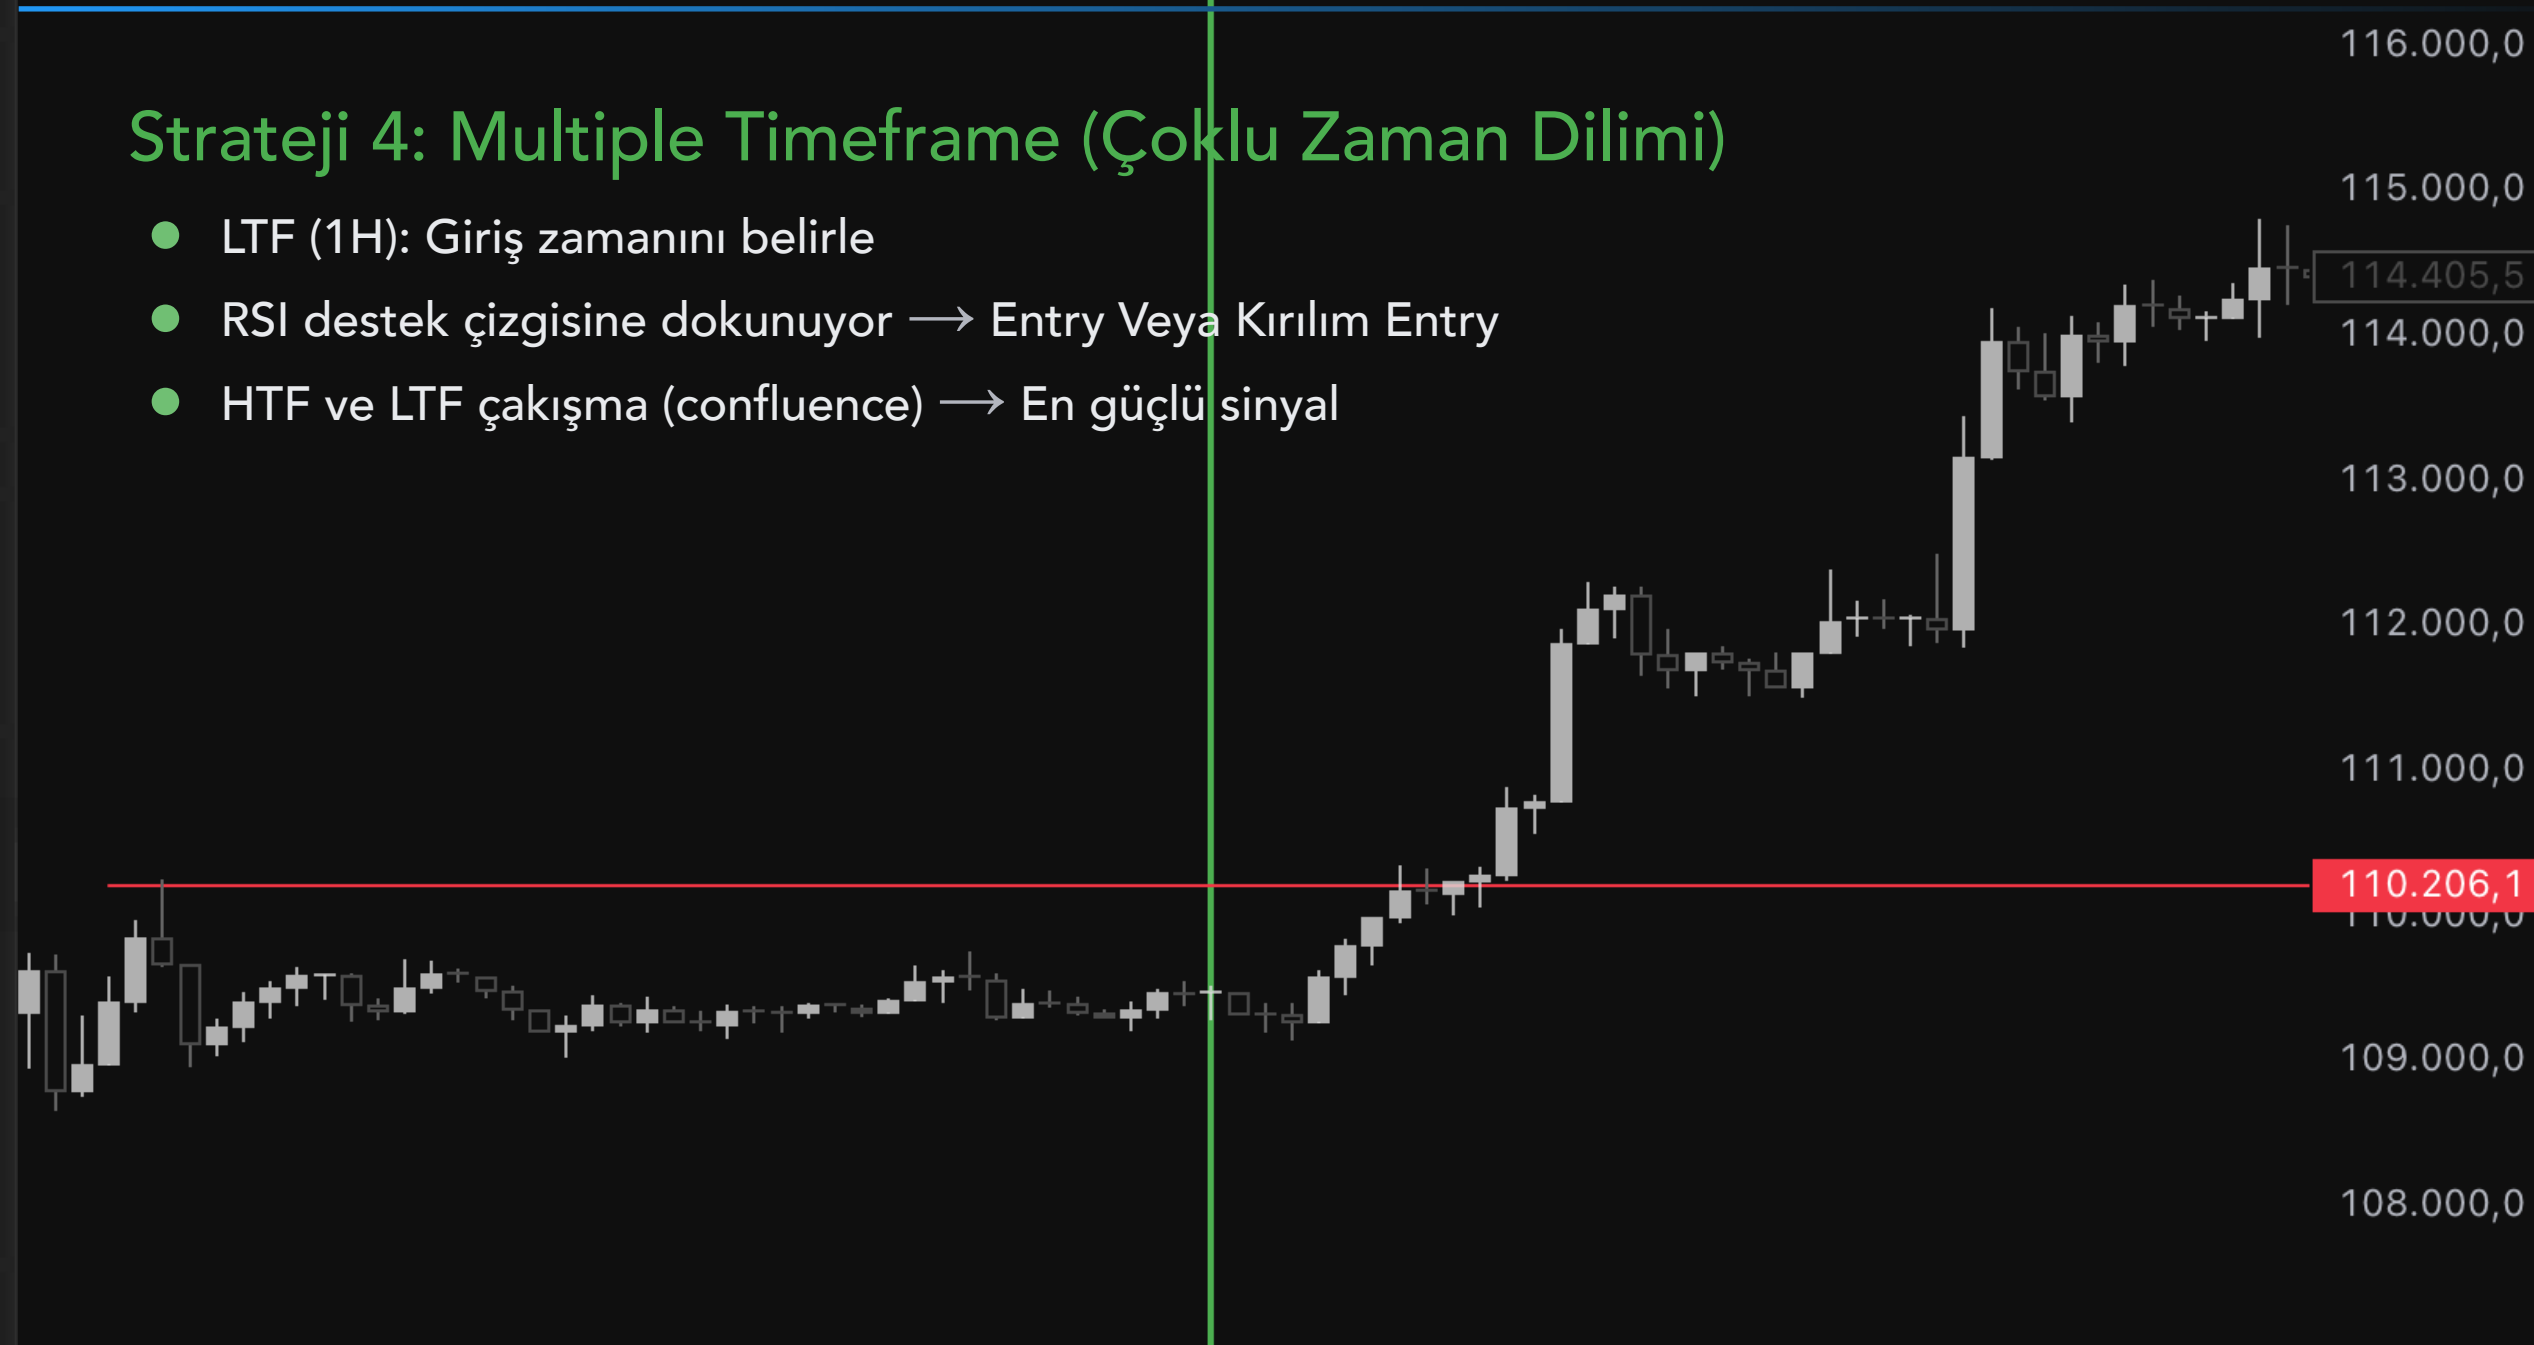 116.000,0
Strateji 4: Multiple Timeframe (Çoklu Zaman Dilimi)
115.000,0
● LTF (1H): Giriş zamanını belirle
114.405,5
● RSI destek çizgisine dokunuyor → Entry Veya Kırılım Entry
114.000,0
● HTF ve LTF çakışma (confluence) → En güçlü sinyal
113.000,0
112.000,0
111.000,0
110.206,1
110.000,0
109.000,0
108.000,0